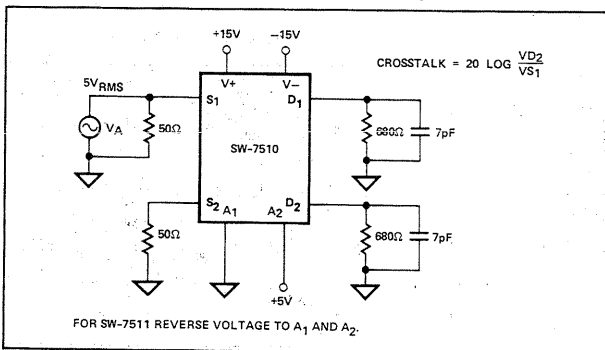 +15V
-15V
CROSSTALK = 20 LOG VD2
VS1
5VRMS
V+
V-
S1
D1
VA
50Ω
SW-7510
680Ω
7pF
S2
A1
A2
D2
50Ω
680Ω
7pF
+5V
FOR SW-7511 REVERSE VOLTAGE TO A1 AND A2.